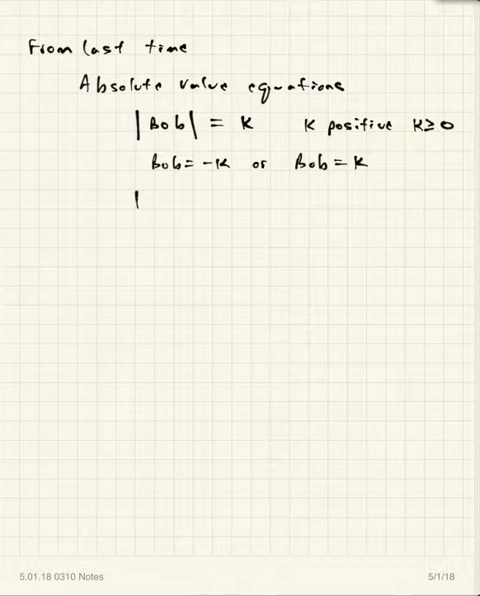 From last time
Absolute value equations
|Bob| = K K positive K ≥ 0
Bob = -K or Bob = K
|
5.01.18 0310 Notes 5/1/18